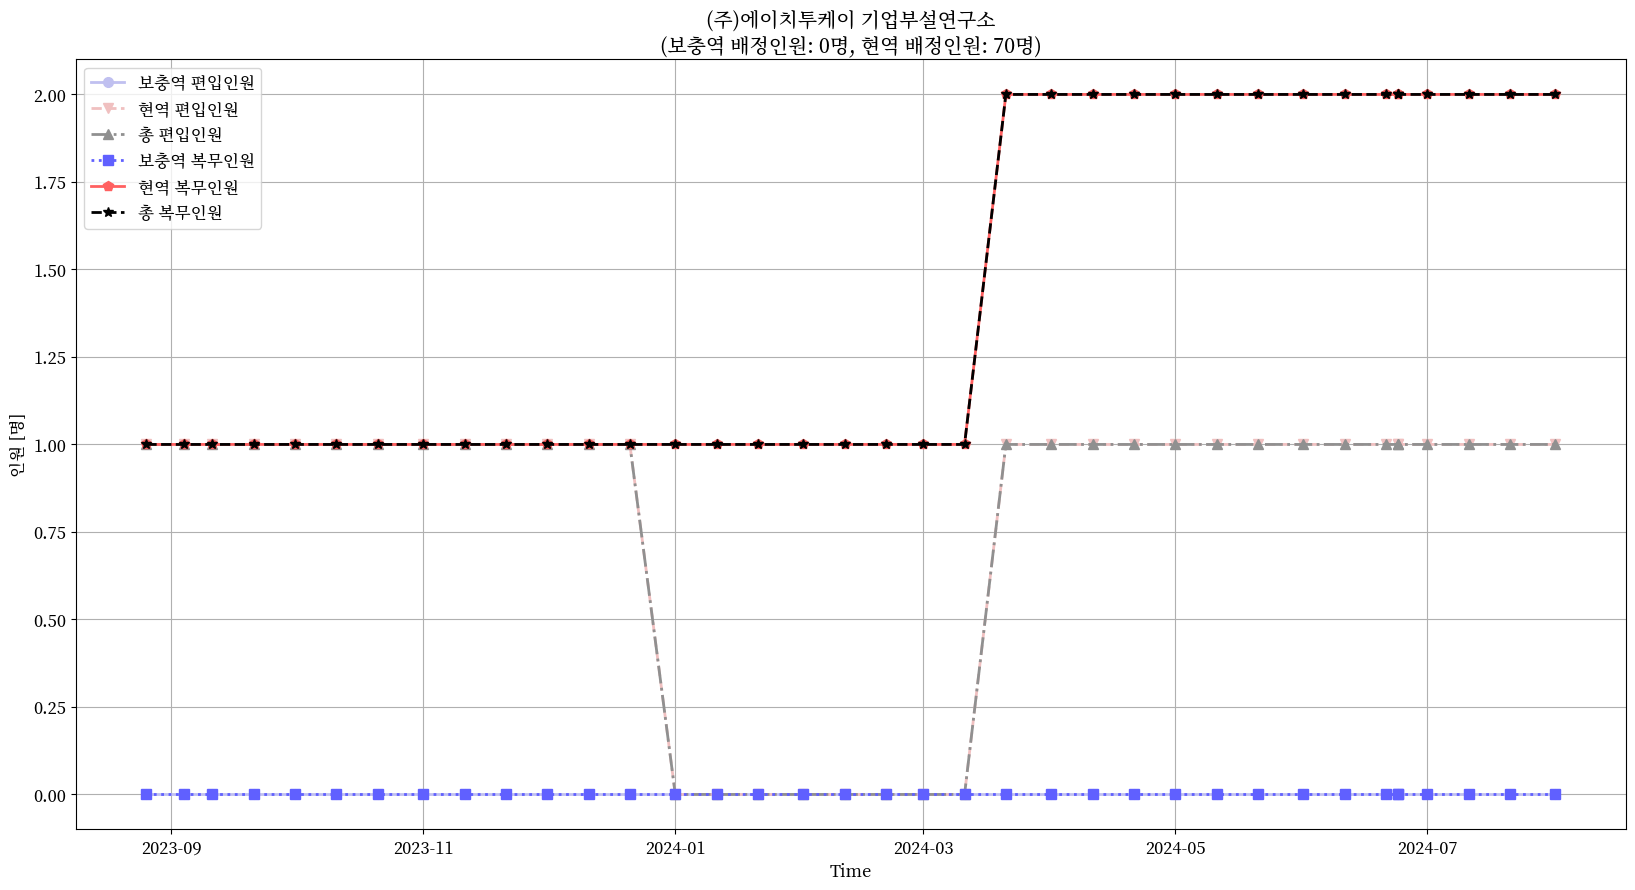 (주)에이치투케이 기업부설연구소
(보충역 배정인원: 0명, 현역 배정인원: 70명)
보충역 편입인원
현역 편입인원
총 편입인원
보충역 복무인원
현역 복무인원
총 복무인원
2.00
1.75
1.50
1.25
1.00
0.75
0.50
0.25
0.00
인원 [명]
2023-09
2023-11
2024-01
2024-03
2024-05
2024-07
Time